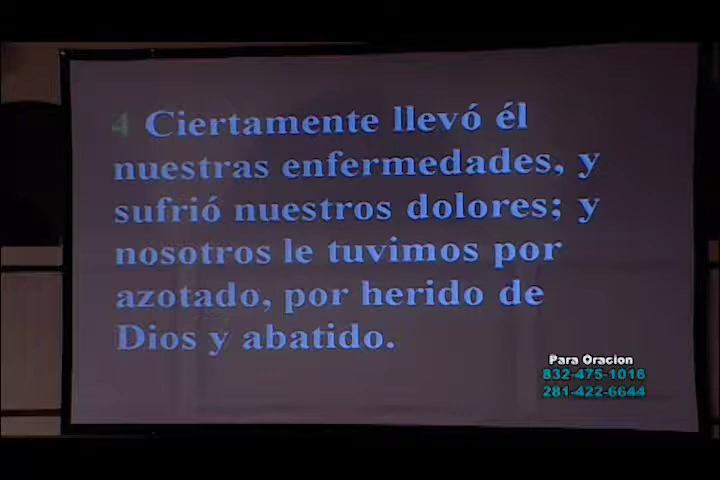 4 Ciertamente llevó él
nuestras enfermedades, y
sufrió nuestros dolores; y
nosotros le tuvimos por
azotado, por herido de
Dios y abatido.
Para Oracion
832-475-1016
281-422-6644